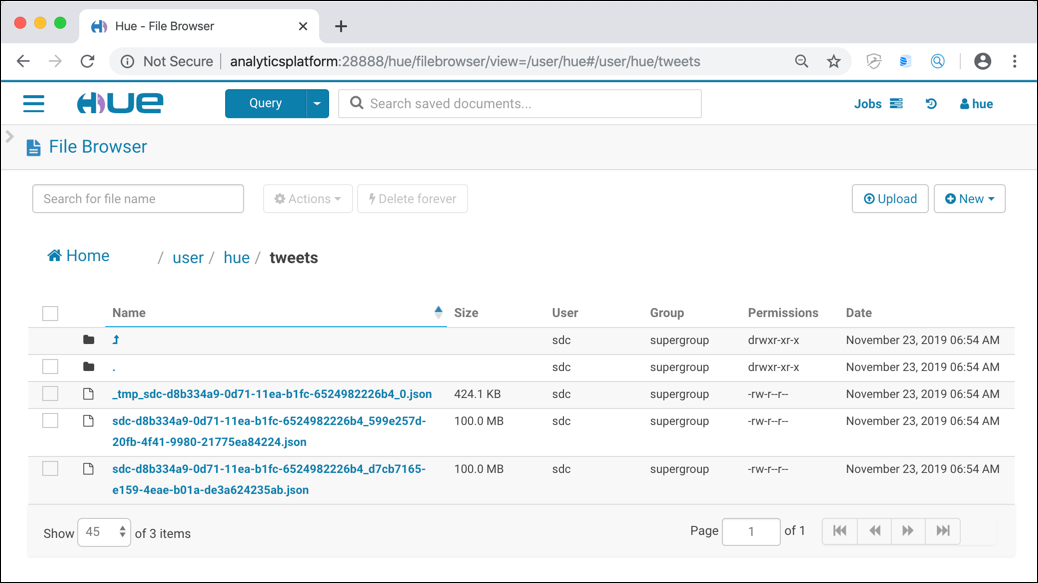 Hue - File Browser
Not Secure
analyticsplatform:28888/hue/filebrowser/view=/user/hue#/user/hue/tweets
HUE
Query
Search saved documents...
Jobs
hue
File Browser
Search for file name
Actions
Delete forever
Upload
New
Home / user / hue / tweets
Name Size User Group Permissions Date
sdc supergroup drwxr-xr-x November 23, 2019 06:54 AM
. sdc supergroup drwxr-xr-x November 23, 2019 06:54 AM
_tmp_sdc-d8b334a9-0d71-11ea-b1fc-6524982226b4_0.json 424.1 KB sdc supergroup -rw-r--r-- November 23, 2019 06:54 AM
sdc-d8b334a9-0d71-11ea-b1fc-6524982226b4_599e257d- 100.0 MB sdc supergroup -rw-r--r-- November 23, 2019 06:54 AM
20fb-4f41-9980-21775ea84224.json
sdc-d8b334a9-0d71-11ea-b1fc-6524982226b4_d7cb7165- 100.0 MB sdc supergroup -rw-r--r-- November 23, 2019 06:54 AM
e159-4eae-b01a-de3a624235ab.json
Show 45 of 3 items
Page 1 of 1